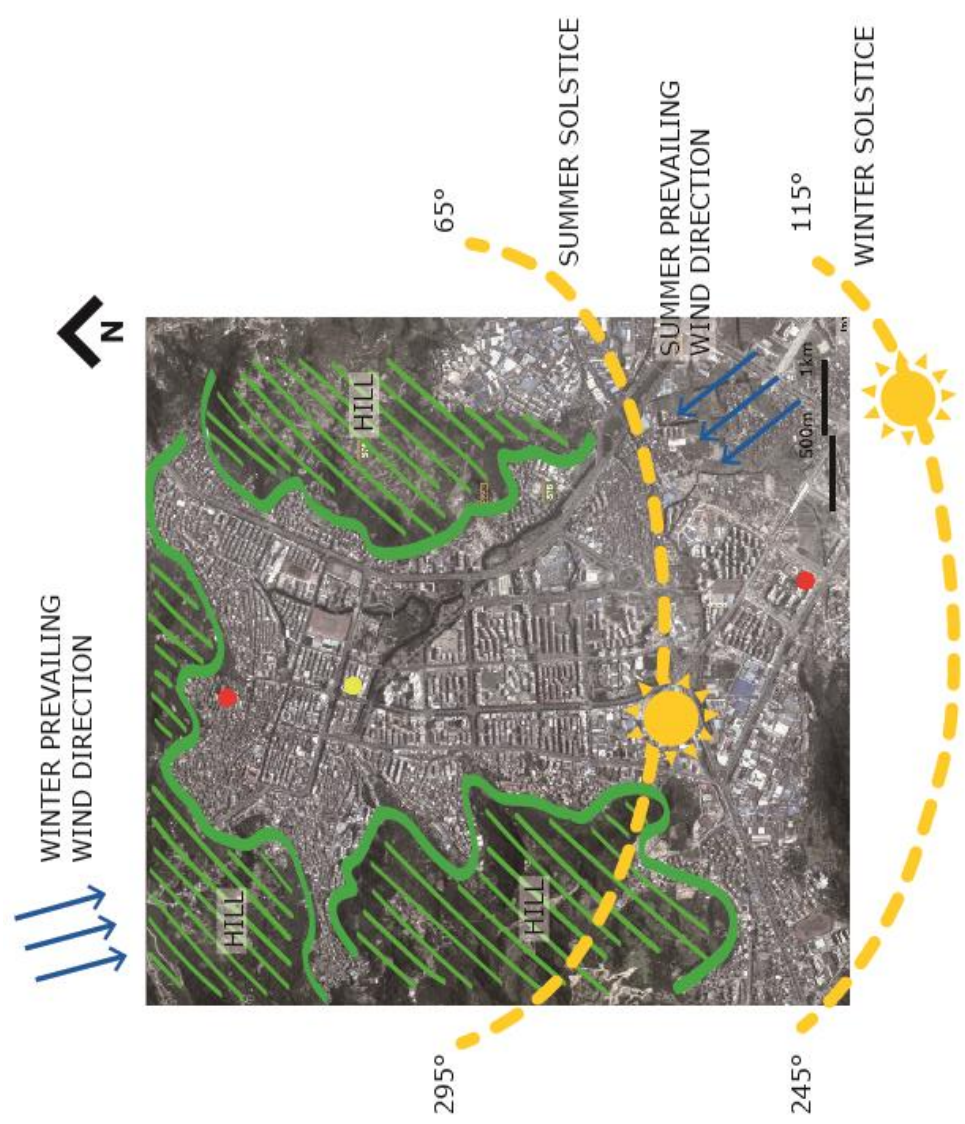 WINTER PREVAILING
WIND DIRECTION
N
65°
SUMMER SOLSTICE
SUMMER PREVAILING
WIND DIRECTION
115°
WINTER SOLSTICE
HILL
HILL
HILL
500m
1km
295°
245°